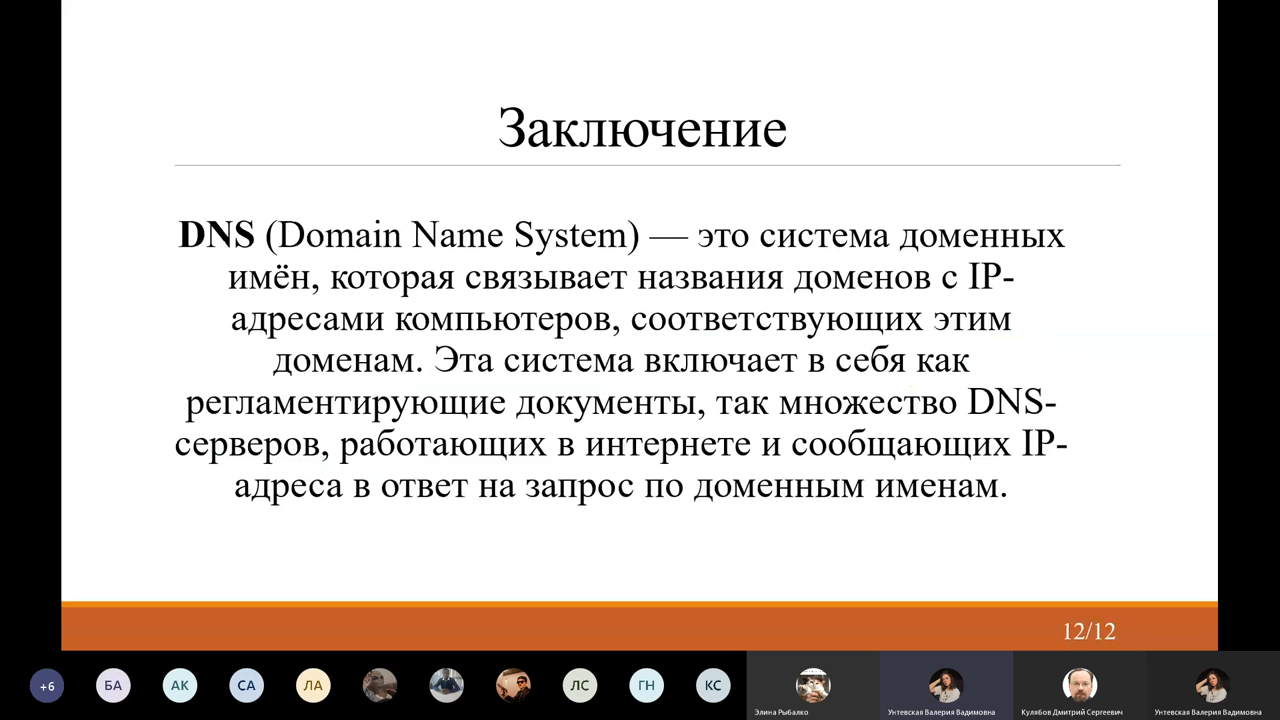 Заключение
DNS (Domain Name System) — это система доменных
имён, которая связывает названия доменов с IP-
адресами компьютеров, соответствующих этим
доменам. Эта система включает в себя как
регламентирующие документы, так множество DNS-
серверов, работающих в интернете и сообщающих IP-
адреса в ответ на запрос по доменным именам.
12/12
+6
БА
АК
СА
ЛА
ЛС
ГН
КС
Элина Рыбалко
Унтевская Валерия Вадимовна
Кулябов Дмитрий Сергеевич
Унтевская Валерия Вадимовна